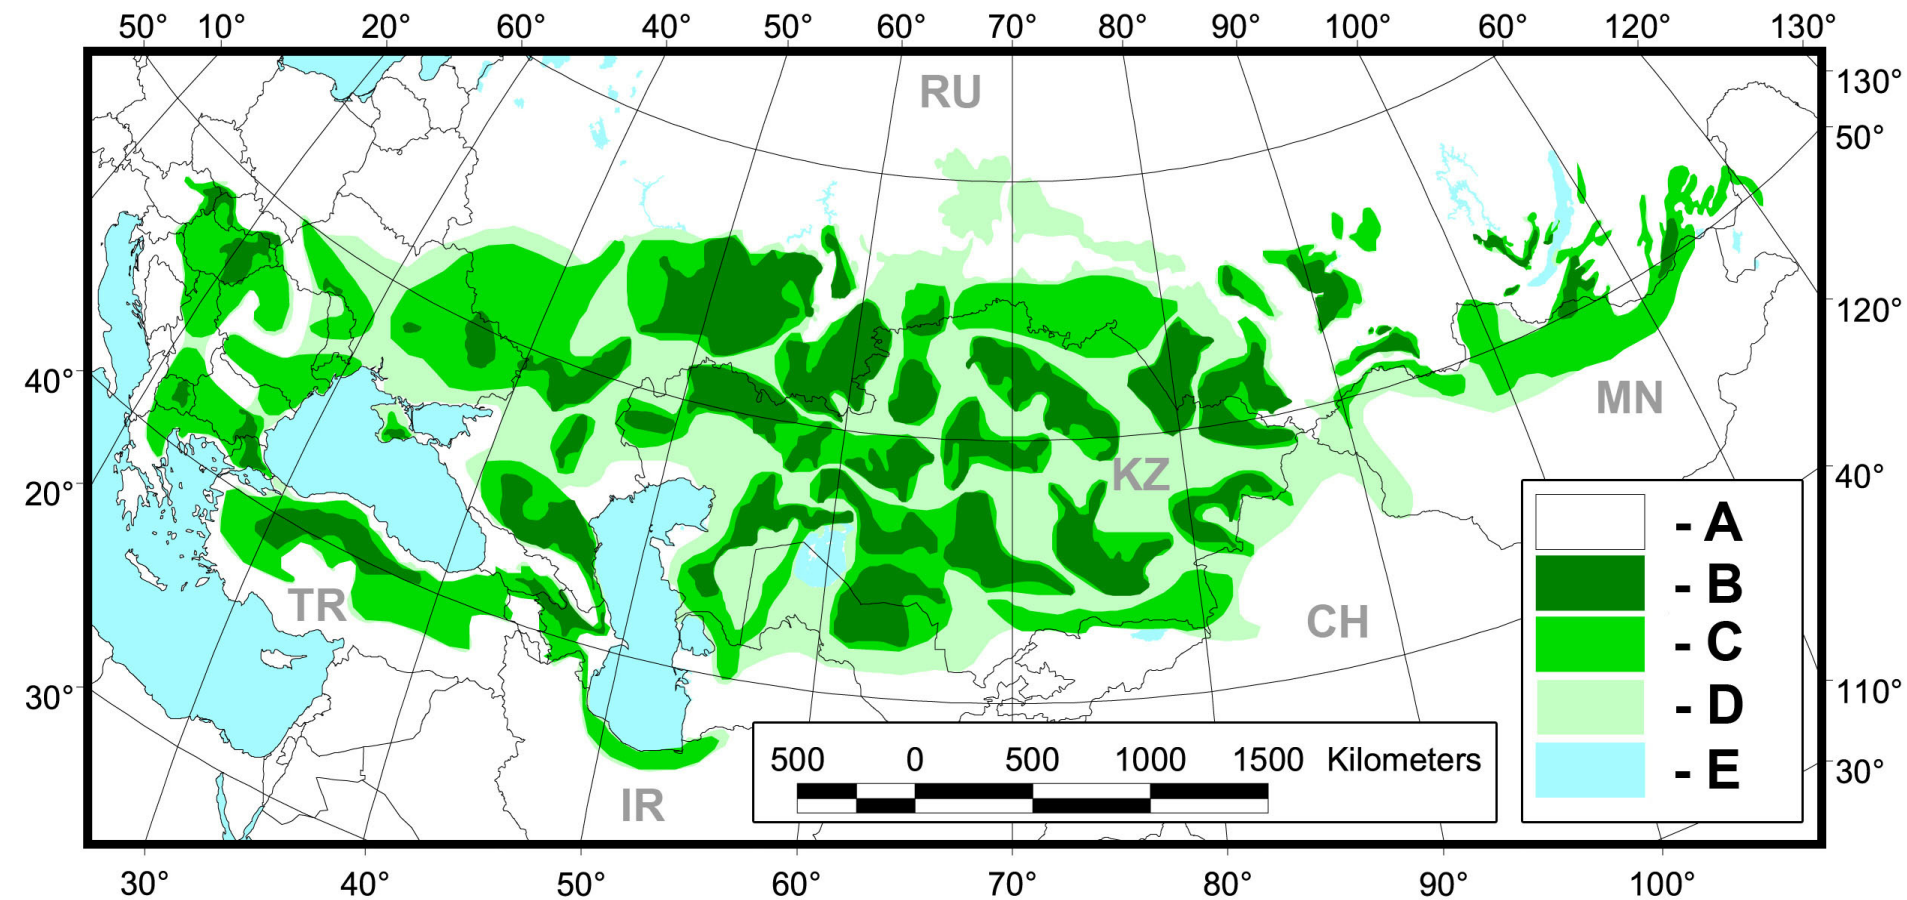 50° 10° 20° 60° 40° 50° 60° 70° 80° 90° 100° 60° 120° 130°
130°
RU
50°
120°
40°
MN
KZ
40°
20°
- A
- B
TR
CH
- C
30°
110°
- D
500 0 500 1000 1500 Kilometers
- E
30°
IR
30° 40° 50° 60° 70° 80° 90° 100°